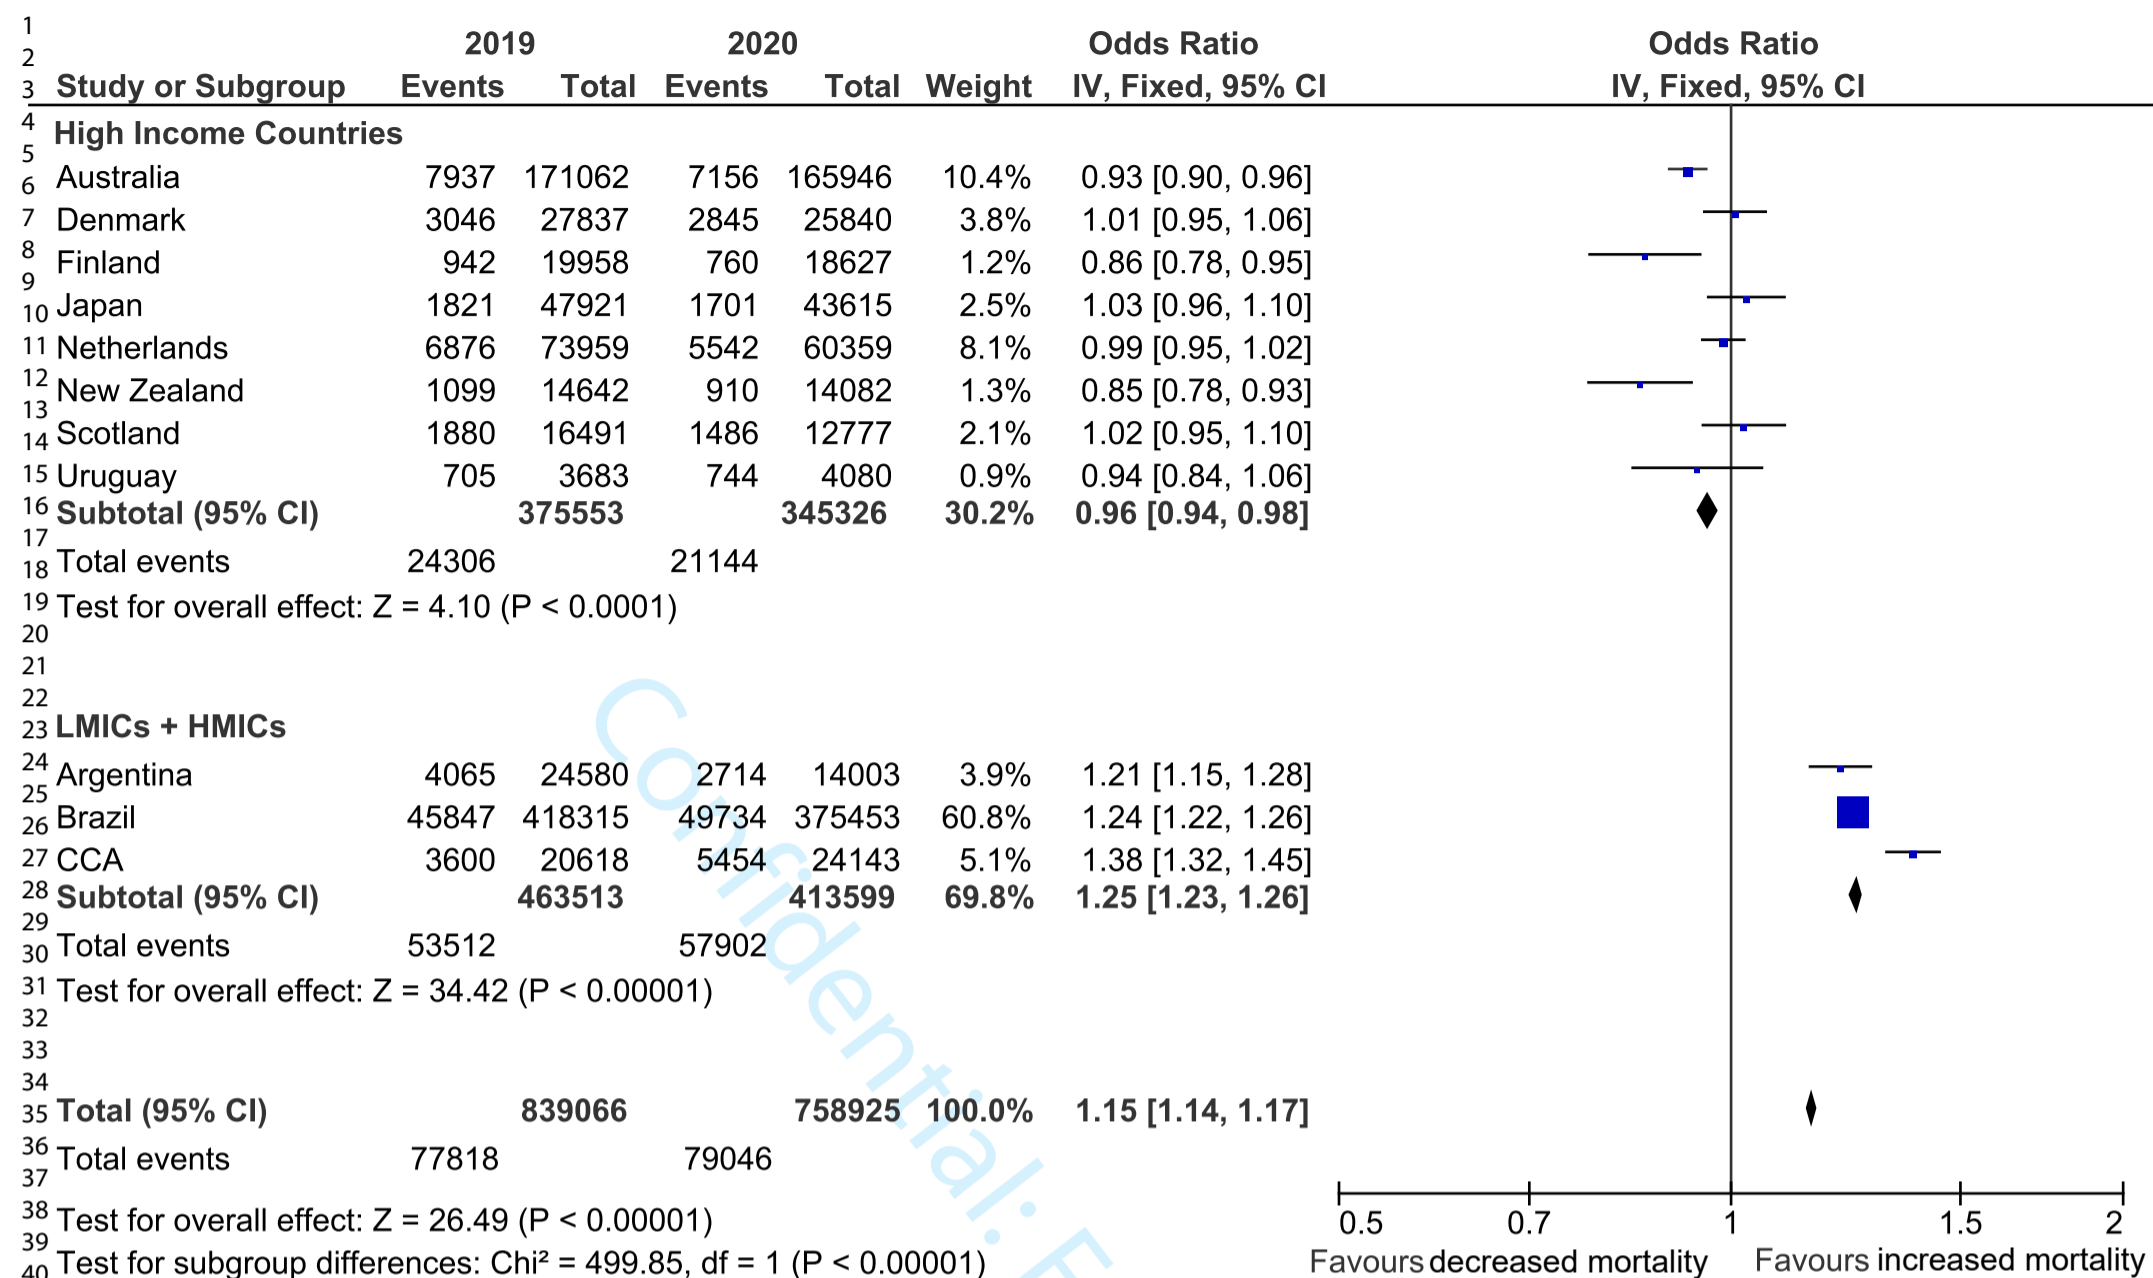 1
2019 2020 Odds Ratio Odds Ratio
2
3 Study or Subgroup Events Total Events Total Weight IV, Fixed, 95% CI IV, Fixed, 95% CI
4 High Income Countries
5
6 Australia 7937 171062 7156 165946 10.4% 0.93 [0.90, 0.96]
7 Denmark 3046 27837 2845 25840 3.8% 1.01 [0.95, 1.06]
8 Finland 942 19958 760 18627 1.2% 0.86 [0.78, 0.95]
9
10 Japan 1821 47921 1701 43615 2.5% 1.03 [0.96, 1.10]
11 Netherlands 6876 73959 5542 60359 8.1% 0.99 [0.95, 1.02]
12 New Zealand 1099 14642 910 14082 1.3% 0.85 [0.78, 0.93]
13
14 Scotland 1880 16491 1486 12777 2.1% 1.02 [0.95, 1.10]
15 Uruguay 705 3683 744 4080 0.9% 0.94 [0.84, 1.06]
16 Subtotal (95% CI) 375553 345326 30.2% 0.96 [0.94, 0.98]
17
18 Total events 24306 21144
19 Test for overall effect: Z = 4.10 (P < 0.0001)
20
21
22
23 LMICs + HMICs
24 Argentina 4065 24580 2714 14003 3.9% 1.21 [1.15, 1.28]
25
26 Brazil 45847 418315 49734 375453 60.8% 1.24 [1.22, 1.26]
27 CCA 3600 20618 5454 24143 5.1% 1.38 [1.32, 1.45]
28 Subtotal (95% CI) 463513 413599 69.8% 1.25 [1.23, 1.26]
29
30 Total events 53512 57902
31 Test for overall effect: Z = 34.42 (P < 0.00001)
32
33
34
35 Total (95% CI) 839066 758925 100.0% 1.15 [1.14, 1.17]
36 Total events 77818 79046
37
38 Test for overall effect: Z = 26.49 (P < 0.00001)
0.5 0.7 1 1.5 2
39
40 Test for subgroup differences: Chi² = 499.85, df = 1 (P < 0.00001)
Favours decreased mortality Favours increased mortality
Confidential: F